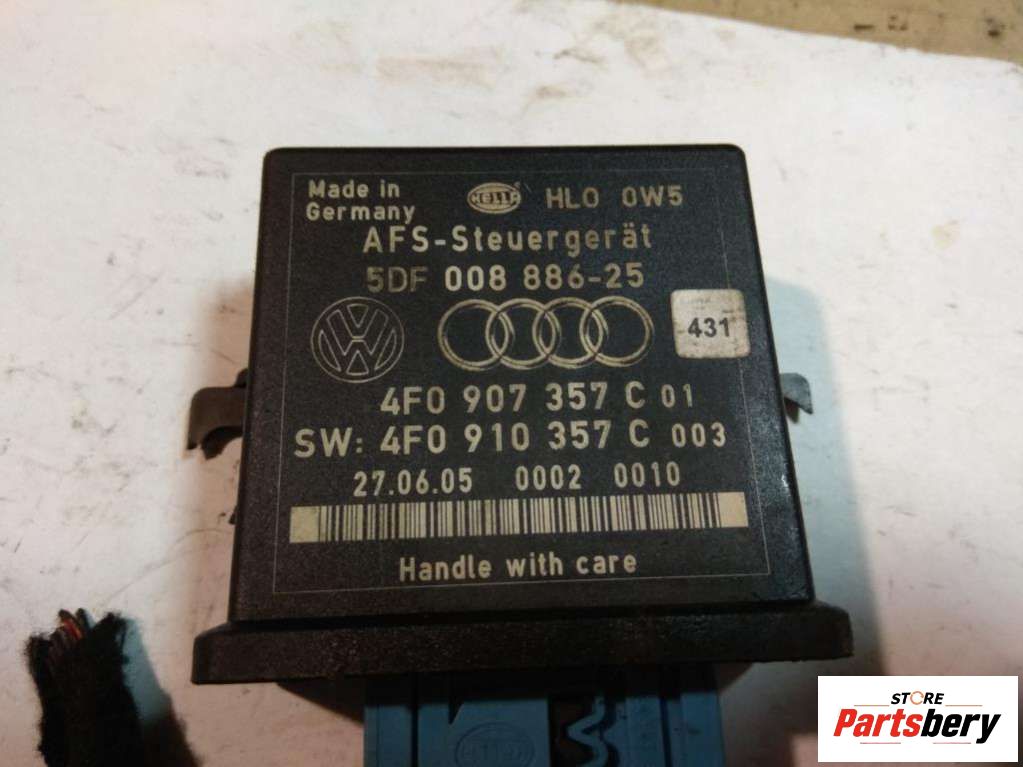 Made in
Germany
HELLA
HLO 0W5
AFS-Steuergerät
5DF 008 886-25
431
4F0 907 357 C 01
SW: 4F0 910 357 C 003
27.06.05 0002 0010
Handle with care
HELLA
STORE
Partsbery